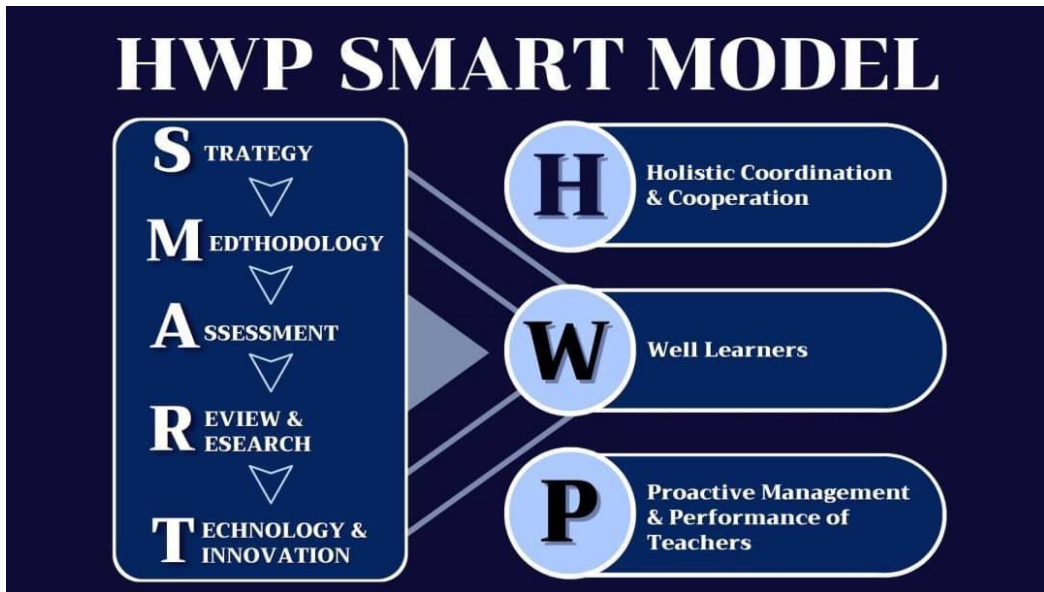 HWP SMART MODEL
STRATEGY
MEDTHODOLOGY
ASSESSMENT
REVIEW &
RESEARCH
TECHNOLOGY &
INNOVATION
H
Holistic Coordination
& Cooperation
W
Well Learners
P
Proactive Management
& Performance of
Teachers